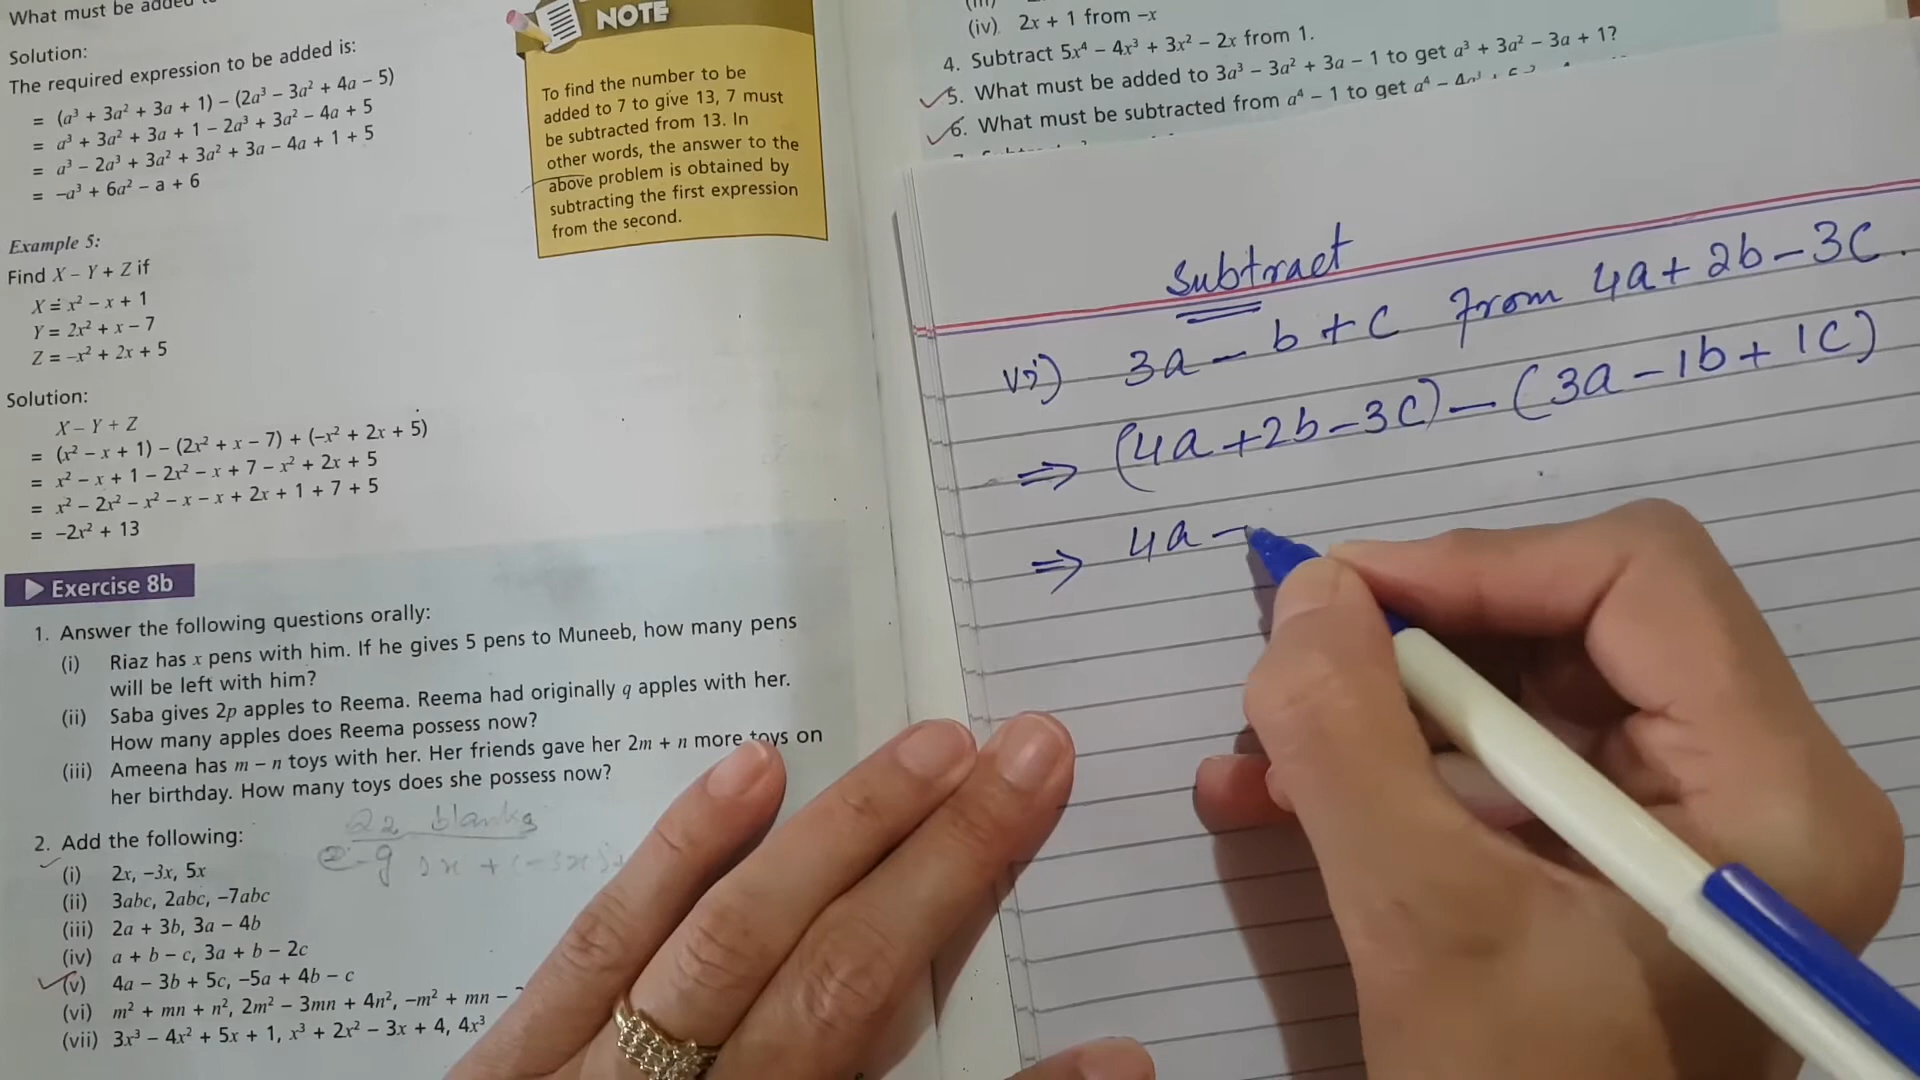 What must be added
Solution:
The required expression to be added is:
= (a³ + 3a² + 3a + 1) – (2a³ – 3a² + 4a – 5)
= a³ + 3a² + 3a + 1 – 2a³ + 3a² – 4a + 5
= a³ – 2a³ + 3a² + 3a² + 3a – 4a + 1 + 5
= –a³ + 6a² – a + 6
NOTE
To find the number to be
added to 7 to give 13, 7 must
be subtracted from 13. In
other words, the answer to the
above problem is obtained by
subtracting the first expression
from the second.
Example 5:
Find X – Y + Z if
X = x² – x + 1
Y = 2x² + x – 7
Z = –x² + 2x + 5
Solution:
X – Y + Z
= (x² – x + 1) – (2x² + x – 7) + (–x² + 2x + 5)
= x² – x + 1 – 2x² – x + 7 – x² + 2x + 5
= x² – 2x² – x² – x – x + 2x + 1 + 7 + 5
= –2x² + 13
Exercise 8b
1. Answer the following questions orally:
(i) Riaz has x pens with him. If he gives 5 pens to Muneeb, how many pens
will be left with him?
(ii) Saba gives 2p apples to Reema. Reema had originally q apples with her.
How many apples does Reema possess now?
(iii) Ameena has m – n toys with her. Her friends gave her 2m + n more toys on
her birthday. How many toys does she possess now?
2. Add the following:
blanks
e.g
(i) 2x, –3x, 5x
(ii) 3abc, 2abc, –7abc
(iii) 2a + 3b, 3a – 4b
(iv) a + b – c, 3a + b – 2c
(v) 4a – 3b + 5c, –5a + 4b – c
(vi) m² + mn + n², 2m² – 3mn + 4n², –m² + mn –
(vii) 3x³ – 4x² + 5x + 1, x³ + 2x² – 3x + 4, 4x³
(iv) 2x + 1 from –x
4. Subtract 5x⁴ – 4x³ + 3x² – 2x from 1.
5. What must be added to 3a³ – 3a² + 3a – 1 to get a³ + 3a² – 3a + 1?
6. What must be subtracted from a⁴ – 1 to get a⁴ –
Subtract
vi) 3a – b + c from 4a + 2b – 3c.
⇒ (4a + 2b – 3c) – (3a – 1b + 1c)
⇒ 4a –